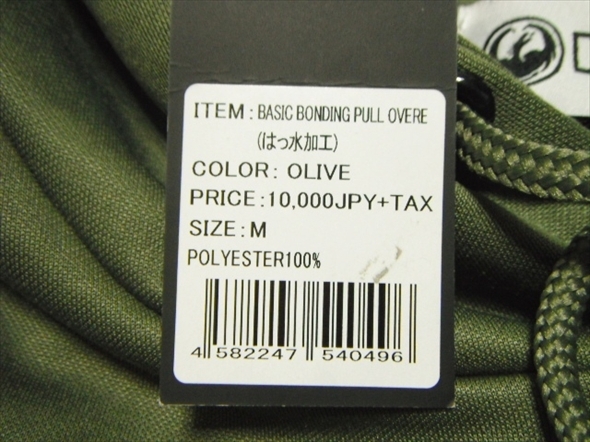 ITEM : BASIC BONDING PULL OVERE
(はっ水加工)
COLOR: OLIVE
PRICE:10,000JPY+TAX
SIZE: M
POLYESTER100%
4 582247 540496